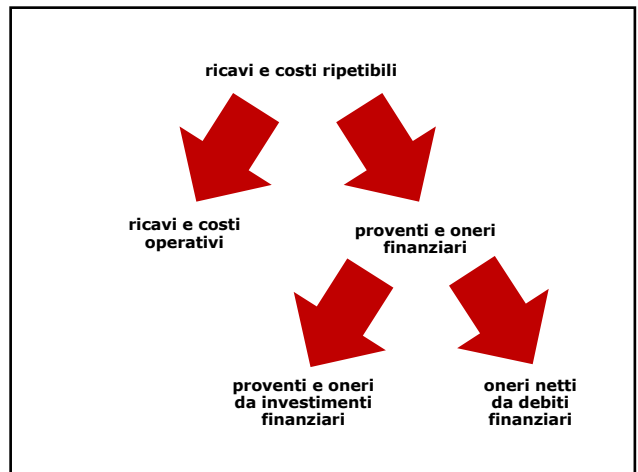 ricavi e costi ripetibili
ricavi e costi
operativi
proventi e oneri
finanziari
proventi e oneri
da investimenti
finanziari
oneri netti
da debiti
finanziari